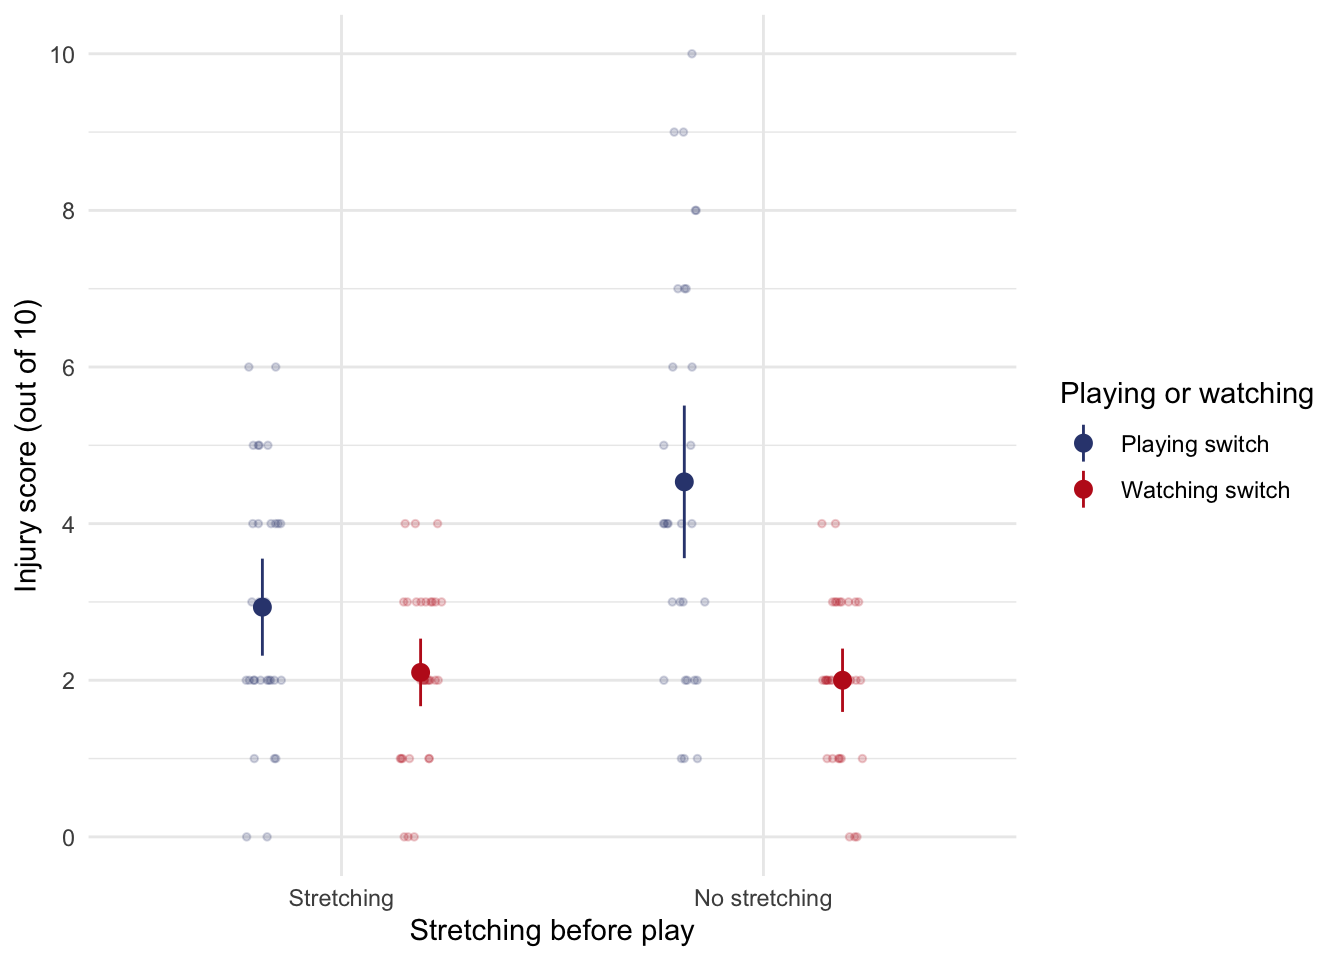 10
8
6
4
2
0
Injury score (out of 10)
Stretching
No stretching
Stretching before play
Playing or watching
Playing switch
Watching switch